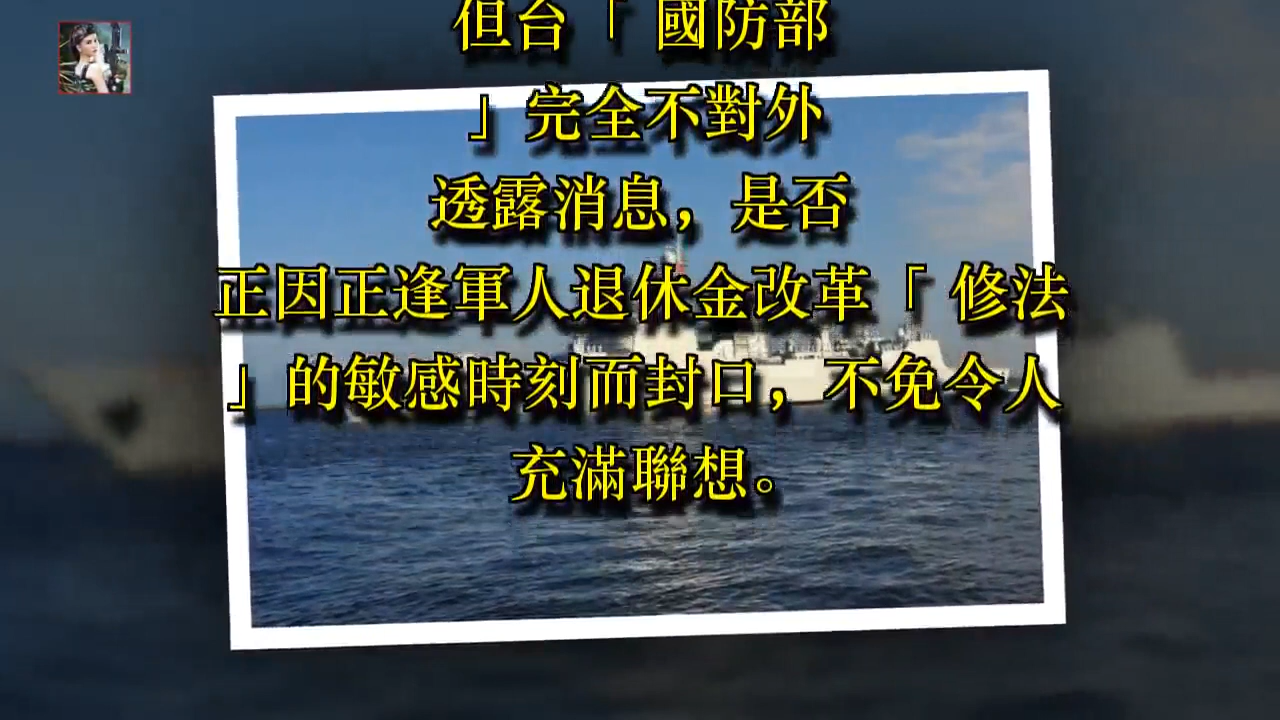 但台「 國防部
」完全不對外
透露消息，是否
正因正逢軍人退休金改革「 修法
」的敏感時刻而封口，不免令人
充滿聯想。